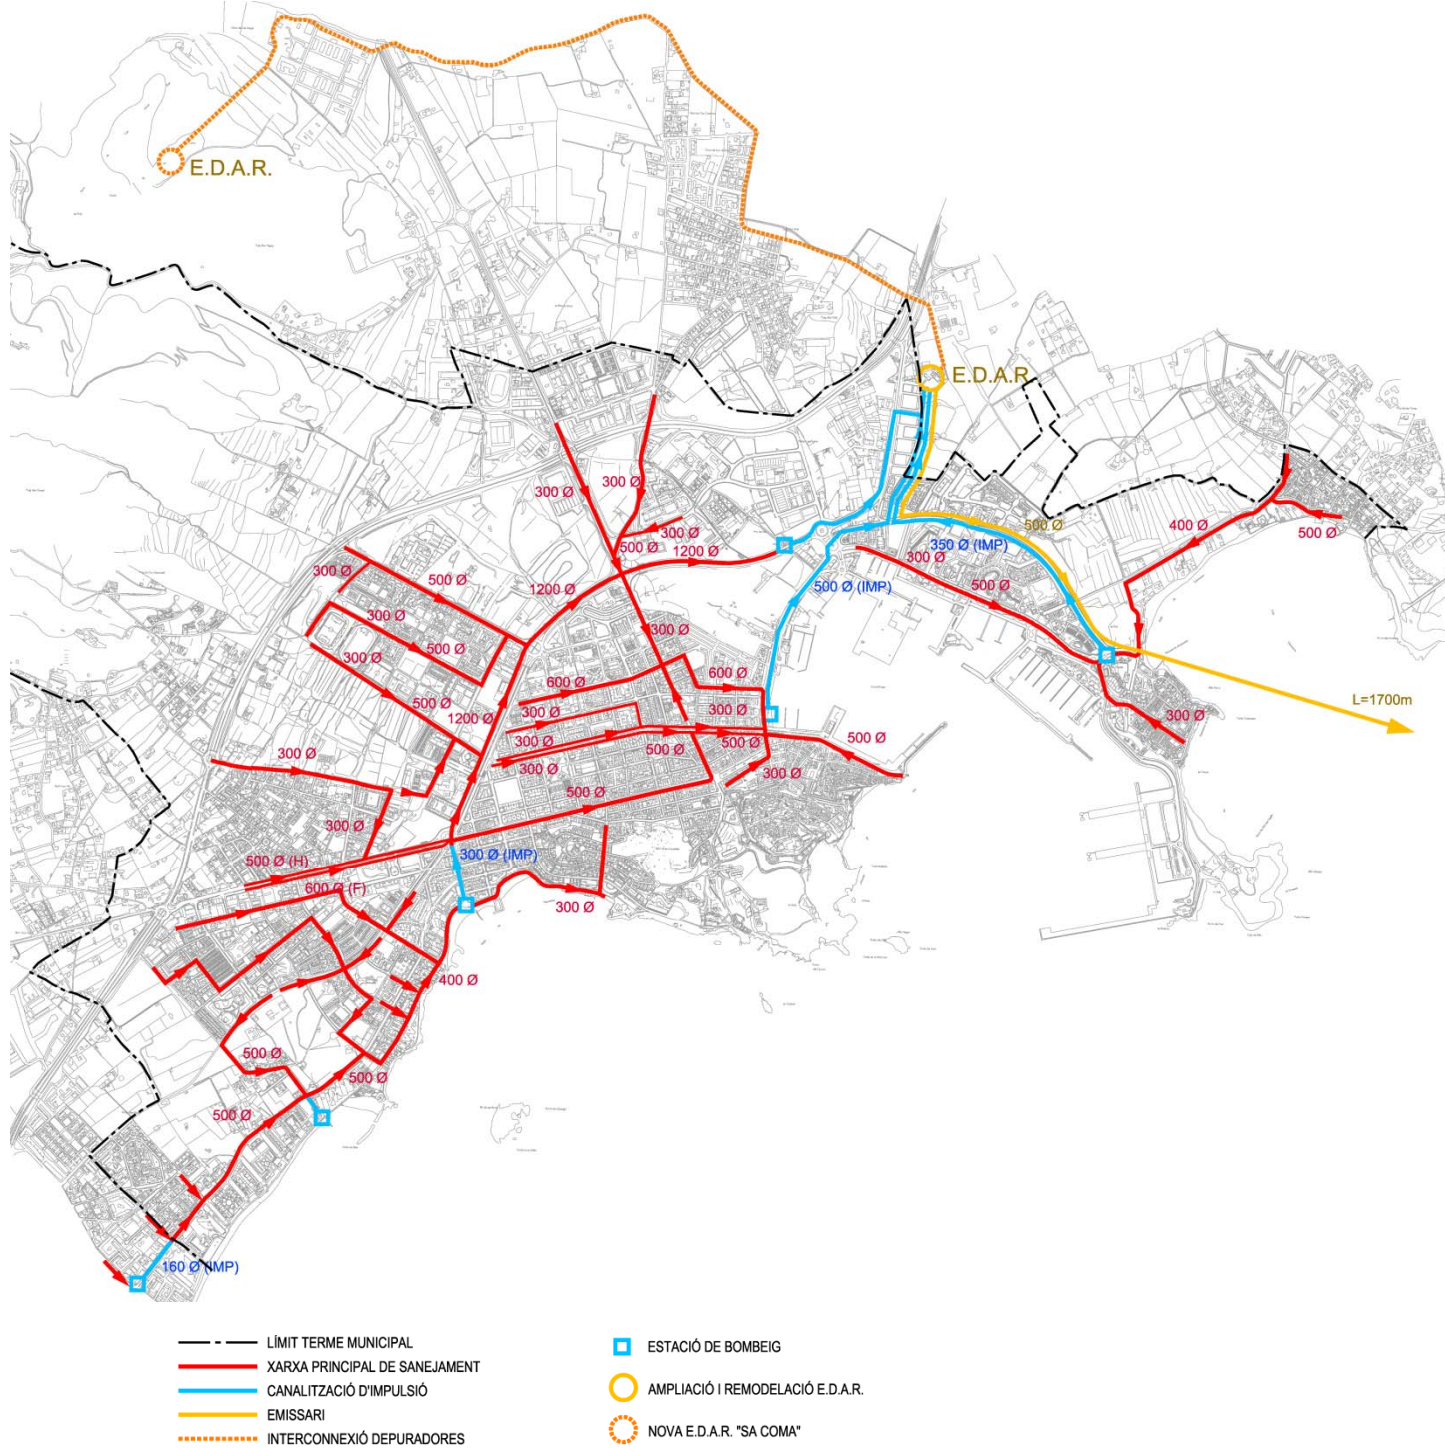 E.D.A.R.
E.D.A.R.
300 Ø
300 Ø
300 Ø
500 Ø
1200 Ø
500 Ø
350 Ø (IMP)
400 Ø
500 Ø
300 Ø
500 Ø
1200 Ø
300 Ø
500 Ø
500 Ø (IMP)
300 Ø
500 Ø
300 Ø
300 Ø
600 Ø
600 Ø
500 Ø
1200 Ø
300 Ø
300 Ø
L=1700m
300 Ø
300 Ø
300 Ø
500 Ø
500 Ø
500 Ø
300 Ø
300 Ø
500 Ø
300 Ø
500 Ø (H)
300 Ø (IMP)
600 Ø (F)
300 Ø
400 Ø
500 Ø
500 Ø
500 Ø
160 Ø (IMP)
LÍMIT TERME MUNICIPAL
XARXA PRINCIPAL DE SANEJAMENT
CANALITZACIÓ D'IMPULSIÓ
EMISSARI
INTERCONNEXIÓ DEPURADORES
ESTACIÓ DE BOMBEIG
AMPLIACIÓ I REMODELACIÓ E.D.A.R.
NOVA E.D.A.R. "SA COMA"